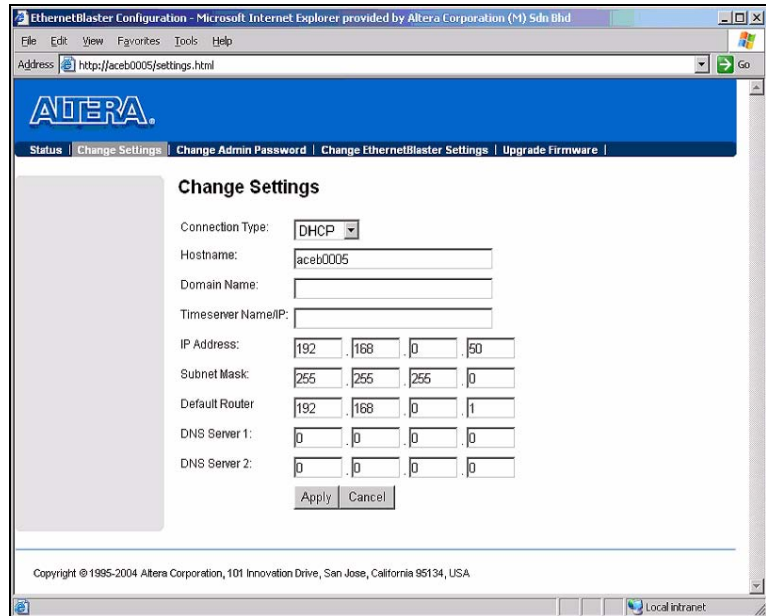 EthernetBlaster Configuration - Microsoft Internet Explorer provided by Altera Corporation (M) Sdn Bhd
File Edit View Favorites Tools Help
Address http://aceb0005/settings.html Go
ALTERA.
Status | Change Settings | Change Admin Password | Change EthernetBlaster Settings | Upgrade Firmware |
Change Settings
Connection Type: DHCP
Hostname: aceb0005
Domain Name:
Timeserver Name/IP:
IP Address: 192 . 168 . 0 . 50
Subnet Mask: 255 . 255 . 255 . 0
Default Router 192 . 168 . 0 . 1
DNS Server 1: 0 . 0 . 0 . 0
DNS Server 2: 0 . 0 . 0 . 0
Apply Cancel
Copyright © 1995-2004 Altera Corporation, 101 Innovation Drive, San Jose, California 95134, USA
Local intranet